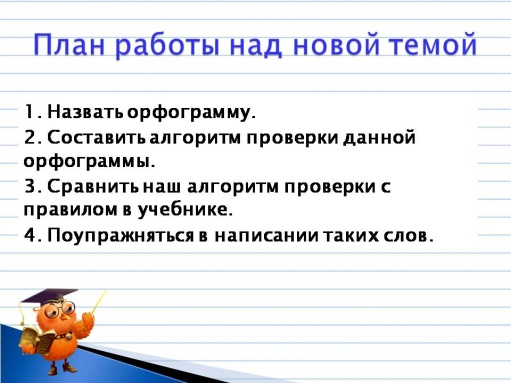 План работы над новой темой
1. Назвать орфограмму.
2. Составить алгоритм проверки данной
орфограммы.
3. Сравнить наш алгоритм проверки с
правилом в учебнике.
4. Поупражняться в написании таких слов.